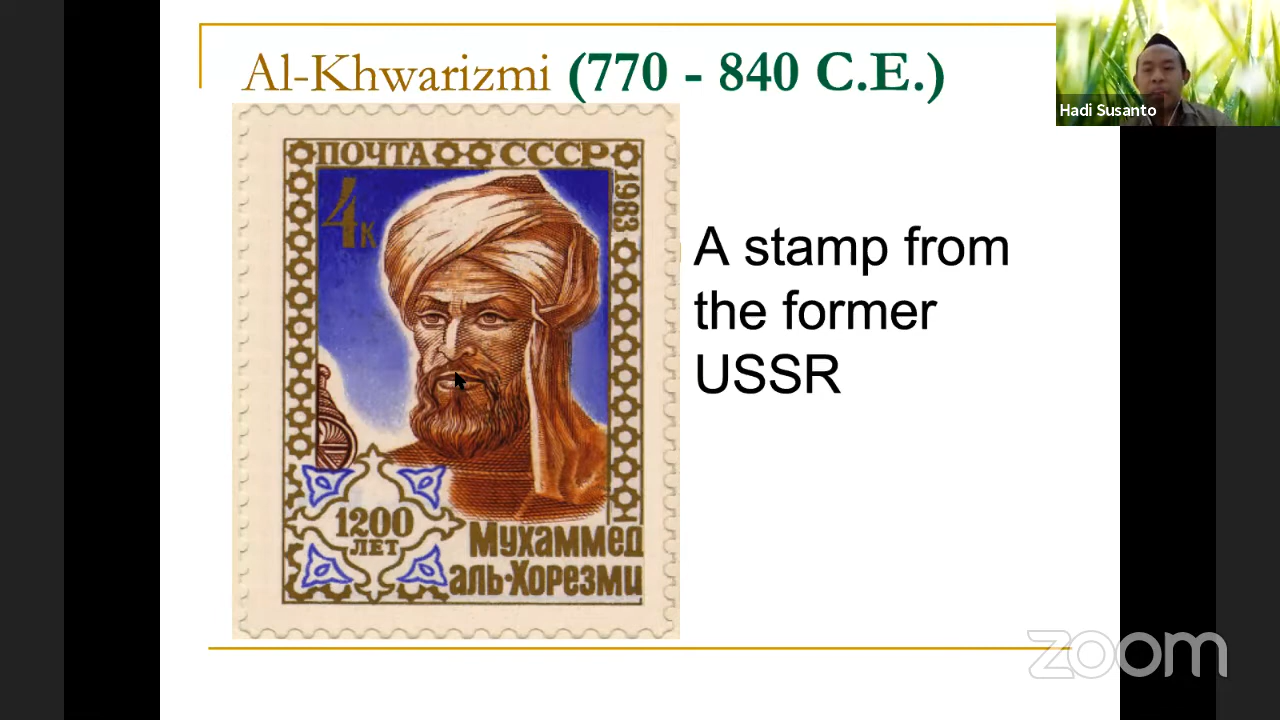 Al-Khwarizmi (770 - 840 C.E.)
Hadi Susanto
ПОЧТА СССР
1983
4к
A stamp from
the former
USSR
1200
ЛЕТ
Мухаммед
аль-Хорезми
zoom